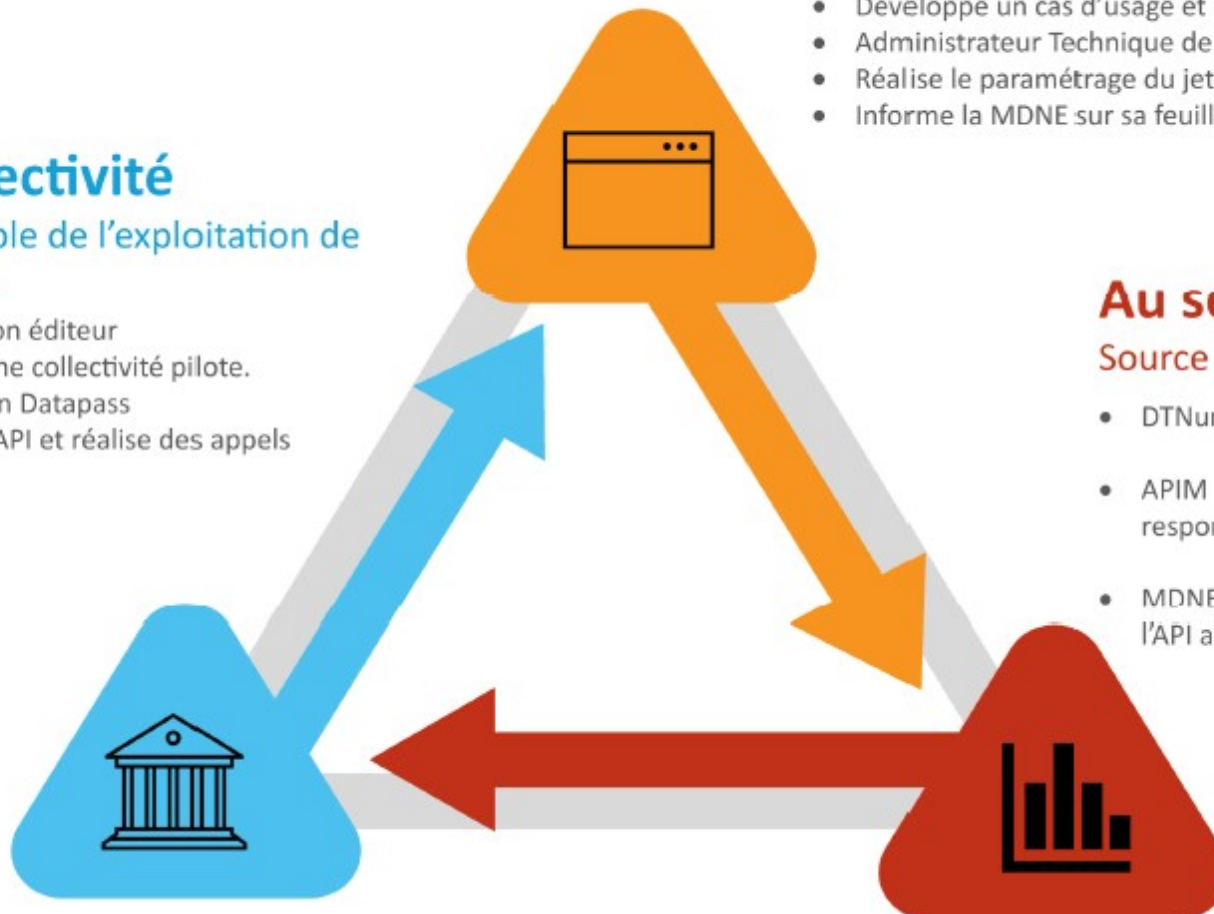 Développe un cas d'usage et
Administrateur Technique de
Réalise le paramétrage du jet
Informe la MDNE sur sa feuill
ectivité
ble de l'exploitation de
on éditeur
ne collectivité pilote.
n Datapass
API et réalise des appels
Au se
Source
DTNur
APIM
respor
MDNE
l'API a